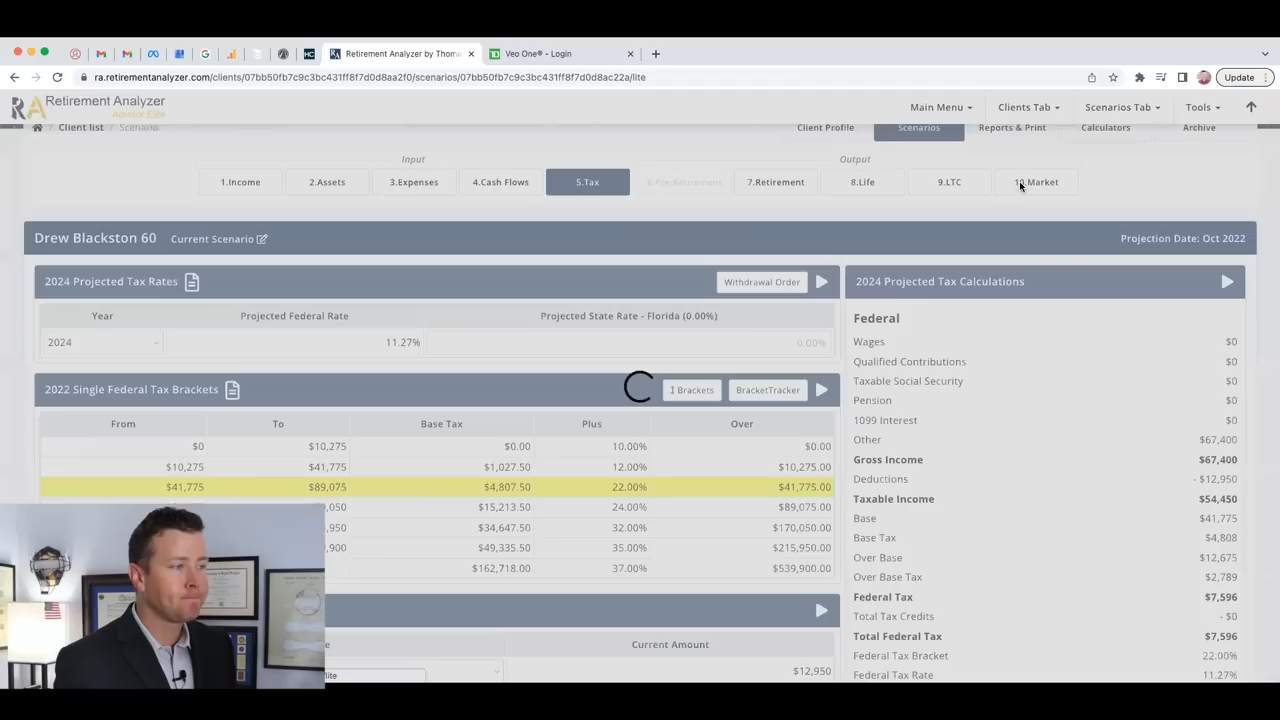 Retirement Analyzer by Thoma
Veo One® - Login
ra.retirementanalyzer.com/clients/07bb50fb7c9c3bc431ff8f7d0d8aa2f0/scenarios/07bb50fb7c9c3bc431ff8f7d0d8ac22a/lite
Update
RA Retirement Analyzer
Advisor Elite
Main Menu
Clients Tab
Scenarios Tab
Tools
Client list / Scenario
Client Profile
Scenarios
Reports & Print
Calculators
Archive
Input
Output
1.Income
2.Assets
3.Expenses
4.Cash Flows
5.Tax
6.Pre-Retirement
7.Retirement
8.Life
9.LTC
10.Market
Drew Blackston 60 Current Scenario
Projection Date: Oct 2022
2024 Projected Tax Rates
Withdrawal Order
Year Projected Federal Rate Projected State Rate - Florida (0.00%)
2024 11.27% 0.00%
2022 Single Federal Tax Brackets
Brackets
BracketTracker
From To Base Tax Plus Over
$0 $10,275 $0.00 10.00% $0.00
$10,275 $41,775 $1,027.50 12.00% $10,275.00
$41,775 $89,075 $4,807.50 22.00% $41,775.00
,050 $15,213.50 24.00% $89,075.00
,950 $34,647.50 32.00% $170,050.00
,900 $49,335.50 35.00% $215,950.00
$162,718.00 37.00% $539,900.00
Current Amount
$12,950
lite
2024 Projected Tax Calculations
Federal
Wages $0
Qualified Contributions $0
Taxable Social Security $0
Pension $0
1099 Interest $0
Other $67,400
Gross Income $67,400
Deductions - $12,950
Taxable Income $54,450
Base $41,775
Base Tax $4,808
Over Base $12,675
Over Base Tax $2,789
Federal Tax $7,596
Total Tax Credits - $0
Total Federal Tax $7,596
Federal Tax Bracket 22.00%
Federal Tax Rate 11.27%